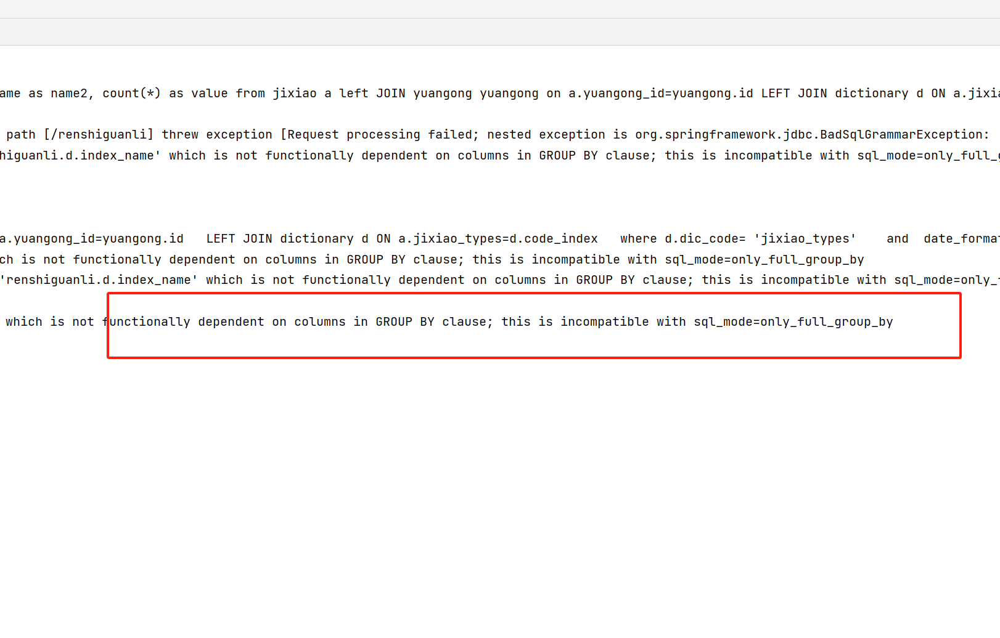 ame as name2, count(*) as value from jixiao a left JOIN yuangong yuangong on a.yuangong_id=yuangong.id LEFT JOIN dictionary d ON a.jixia
path [/renshiguanli] threw exception [Request processing failed; nested exception is org.springframework.jdbc.BadSqlGrammarException:
higuanli.d.index_name' which is not functionally dependent on columns in GROUP BY clause; this is incompatible with sql_mode=only_full_g
a.yuangong_id=yuangong.id   LEFT JOIN dictionary d ON a.jixiao_types=d.code_index   where d.dic_code= 'jixiao_types'    and  date_format
ch is not functionally dependent on columns in GROUP BY clause; this is incompatible with sql_mode=only_full_group_by
'renshiguanli.d.index_name' which is not functionally dependent on columns in GROUP BY clause; this is incompatible with sql_mode=only_f
which is not functionally dependent on columns in GROUP BY clause; this is incompatible with sql_mode=only_full_group_by